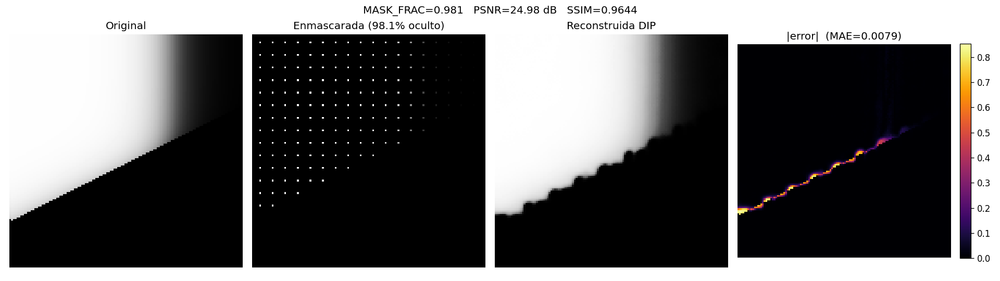 MASK_FRAC=0.981 PSNR=24.98 dB SSIM=0.9644
Original
Enmascarada (98.1% oculto)
Reconstruida DIP
|error| (MAE=0.0079)
0.8
0.7
0.6
0.5
0.4
0.3
0.2
0.1
0.0